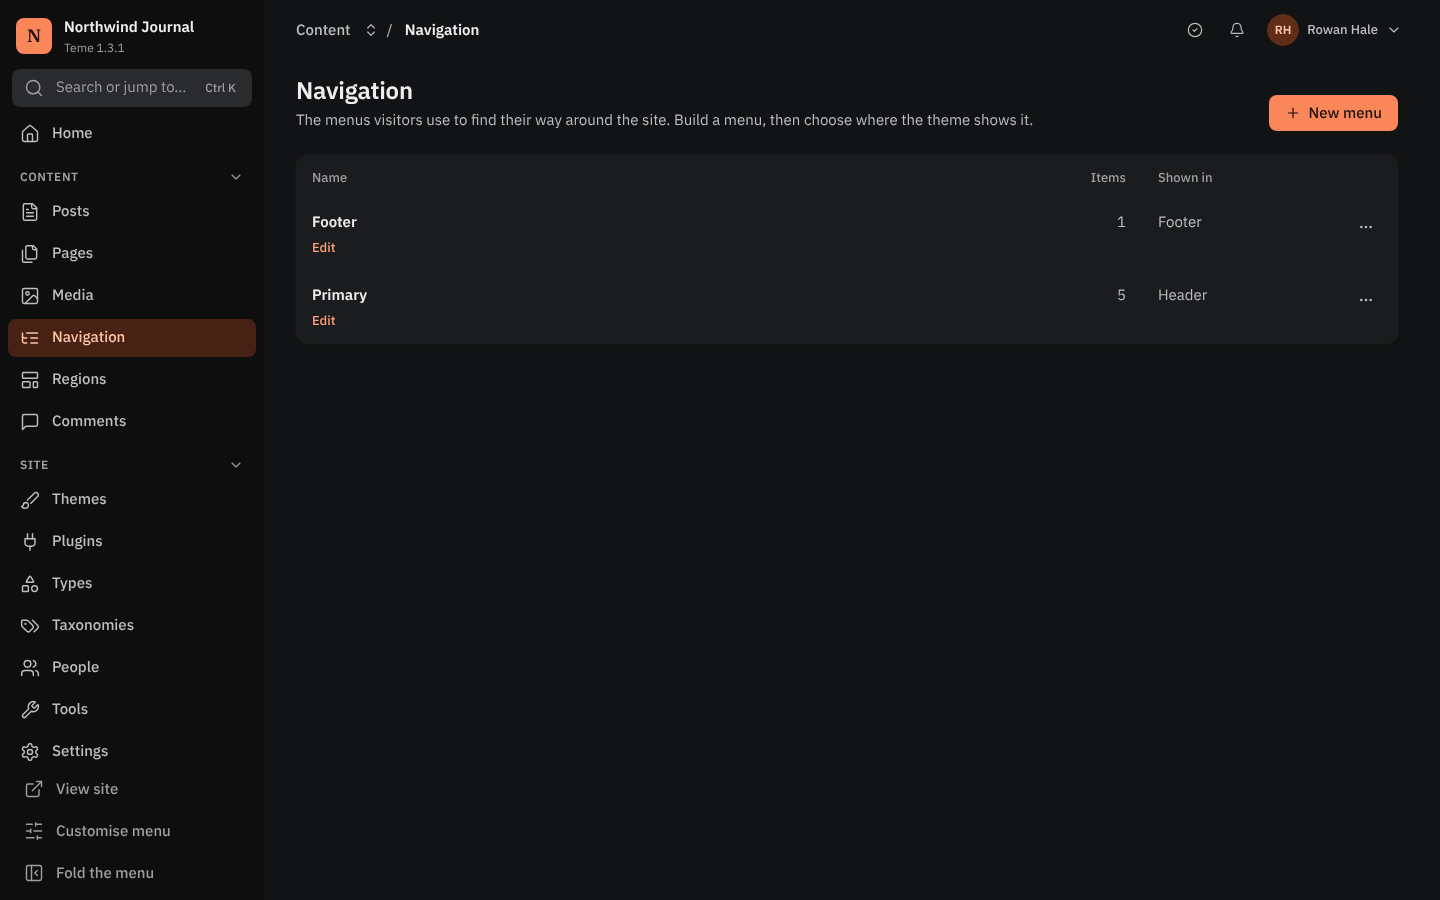 N
Northwind Journal
Teme 1.3.1
Search or jump to... Ctrl K
Home
CONTENT
Posts
Pages
Media
Navigation
Regions
Comments
SITE
Themes
Plugins
Types
Taxonomies
People
Tools
Settings
View site
Customise menu
Fold the menu
Content / Navigation
RH Rowan Hale
Navigation
The menus visitors use to find their way around the site. Build a menu, then choose where the theme shows it.
New menu
Name Items Shown in
Footer 1 Footer
Edit
Primary 5 Header
Edit